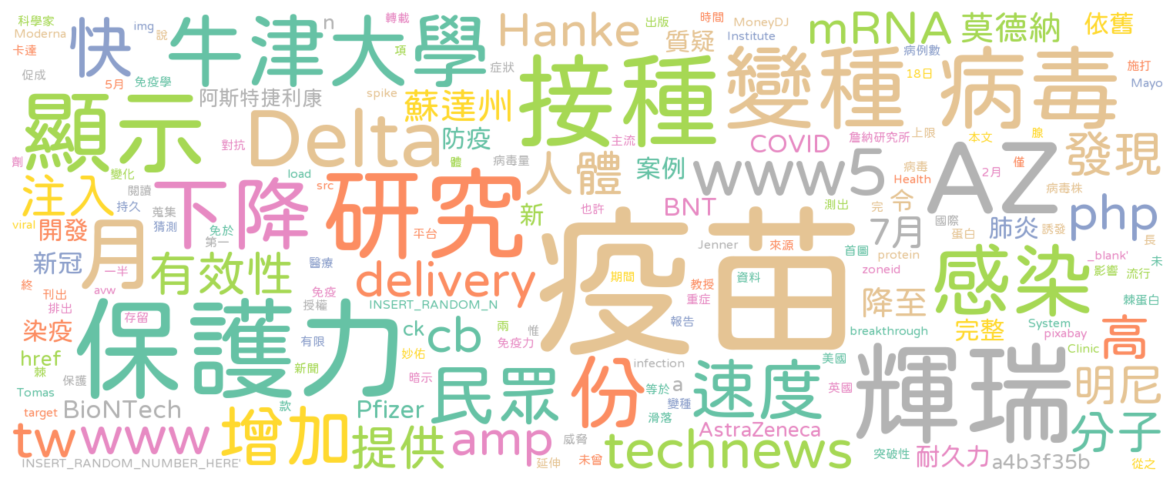 科學家
Moderna
卡達
img
說
快
轉載
項
n
牛津大學
Hanke
出版
質疑
時間
MoneyDJ
Institute
mRNA
病例數
莫德納
依舊
促成
5月
免疫學
阿斯特捷利康
症狀
spike
蘇達州
接種
變種
18日
病毒
施打
Mayo
顯示
劑
變化
對抗
Delta
防疫
體
病毒量
主流
COVID
詹納研究所
上限
本文
腺
發現
注入
閱讀
持久
下降
load
src
研究
人體
案例
www5
病毒
Health
令
AZ
2月
僅
病毒株
viral
開發
蒐集
猜測
免於
第一
平台
新
也許
BNT
測出
完
7月
國際
蛋白
肺炎
誘發
php
長
新冠
終
一半
月
有效性
醫療
delivery
疫苗
期間
Jenner
來源
首圖
protein
zoneid
感染
_blank'
影響
流行
未
刊出
排出
avw
存留
免疫
授權
INSERT_RANDOM_N
教授
重症
資料
降至
棘蛋白
染疫
href
棘
保護力
有限
ck
妙佑
cb
兩
惟
免疫力
份
報告
breakthrough
完整
System
pixabay
高
Tomas
保護
新聞
暗示
infection
a
等於
變種
速度
美國
英國
輝瑞
Clinic
明尼
target
BioNTech
款
Pfizer
民眾
滑落
AstraZeneca
tw
www
增加
提供
amp
威脅
延伸
未曾
technews
突破性
耐久力
a4b3f35b
分子
從之
INSERT_RANDOM_NUMBER_HERE'